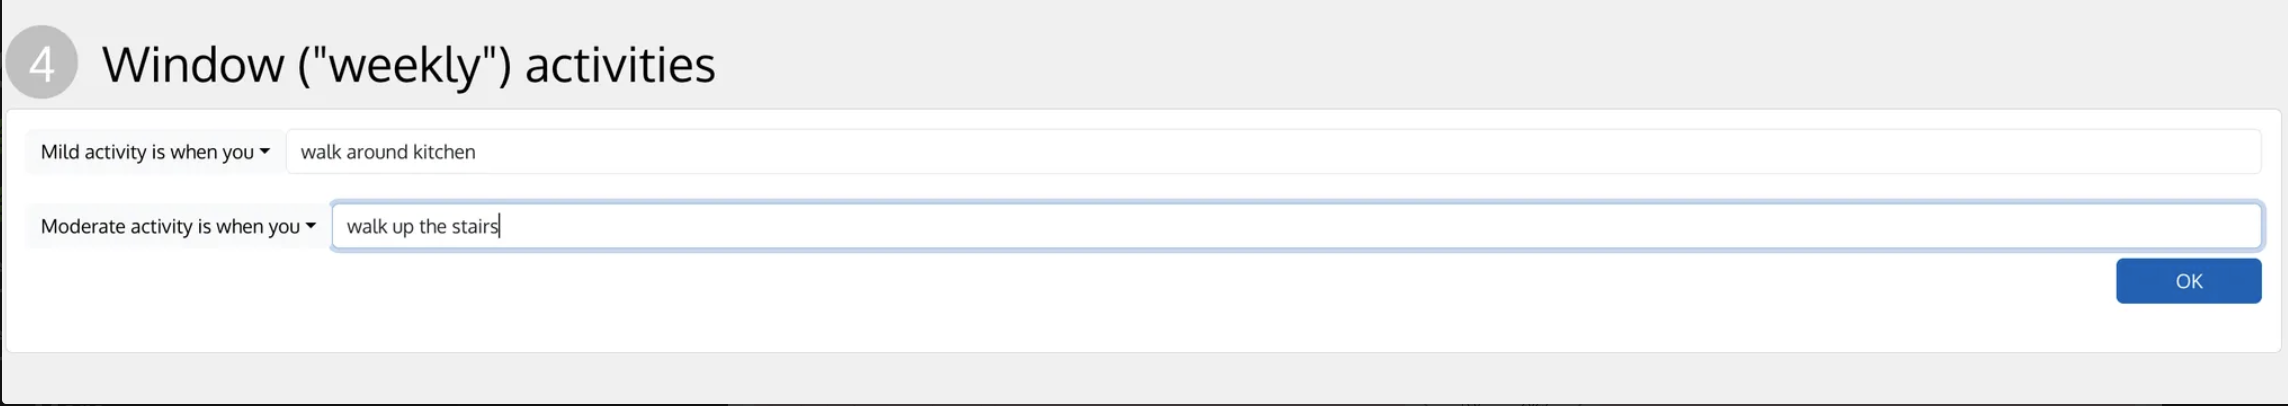 4 Window ("weekly") activities
Mild activity is when you walk around kitchen
Moderate activity is when you walk up the stairs
OK